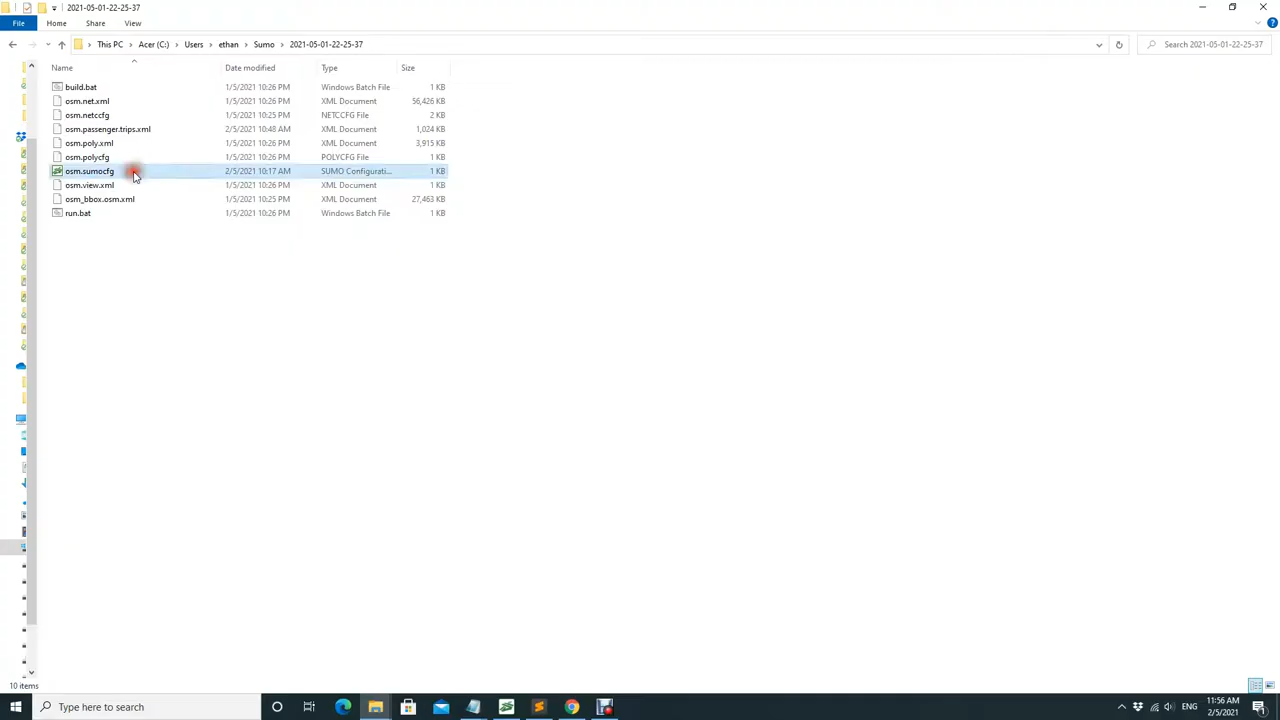 2021-05-01-22-25-37
File Home Share View
This PC Acer (C:) Users ethan Sumo 2021-05-01-22-25-37 Search 2021-05-01-22-25-37
Name Date modified Type Size
build.bat 1/5/2021 10:26 PM Windows Batch File 1 KB
osm.net.xml 1/5/2021 10:26 PM XML Document 56,426 KB
osm.netccfg 1/5/2021 10:25 PM NETCCFG File 2 KB
osm.passenger.trips.xml 2/5/2021 10:48 AM XML Document 1,024 KB
osm.poly.xml 1/5/2021 10:26 PM XML Document 3,915 KB
osm.polycfg 1/5/2021 10:26 PM POLYCFG File 1 KB
osm.sumocfg 2/5/2021 10:17 AM SUMO Configurati... 1 KB
osm.view.xml 1/5/2021 10:26 PM XML Document 1 KB
osm_bbox.osm.xml 1/5/2021 10:25 PM XML Document 27,463 KB
run.bat 1/5/2021 10:26 PM Windows Batch File 1 KB
10 items
Type here to search ENG 11:56 AM
2/5/2021